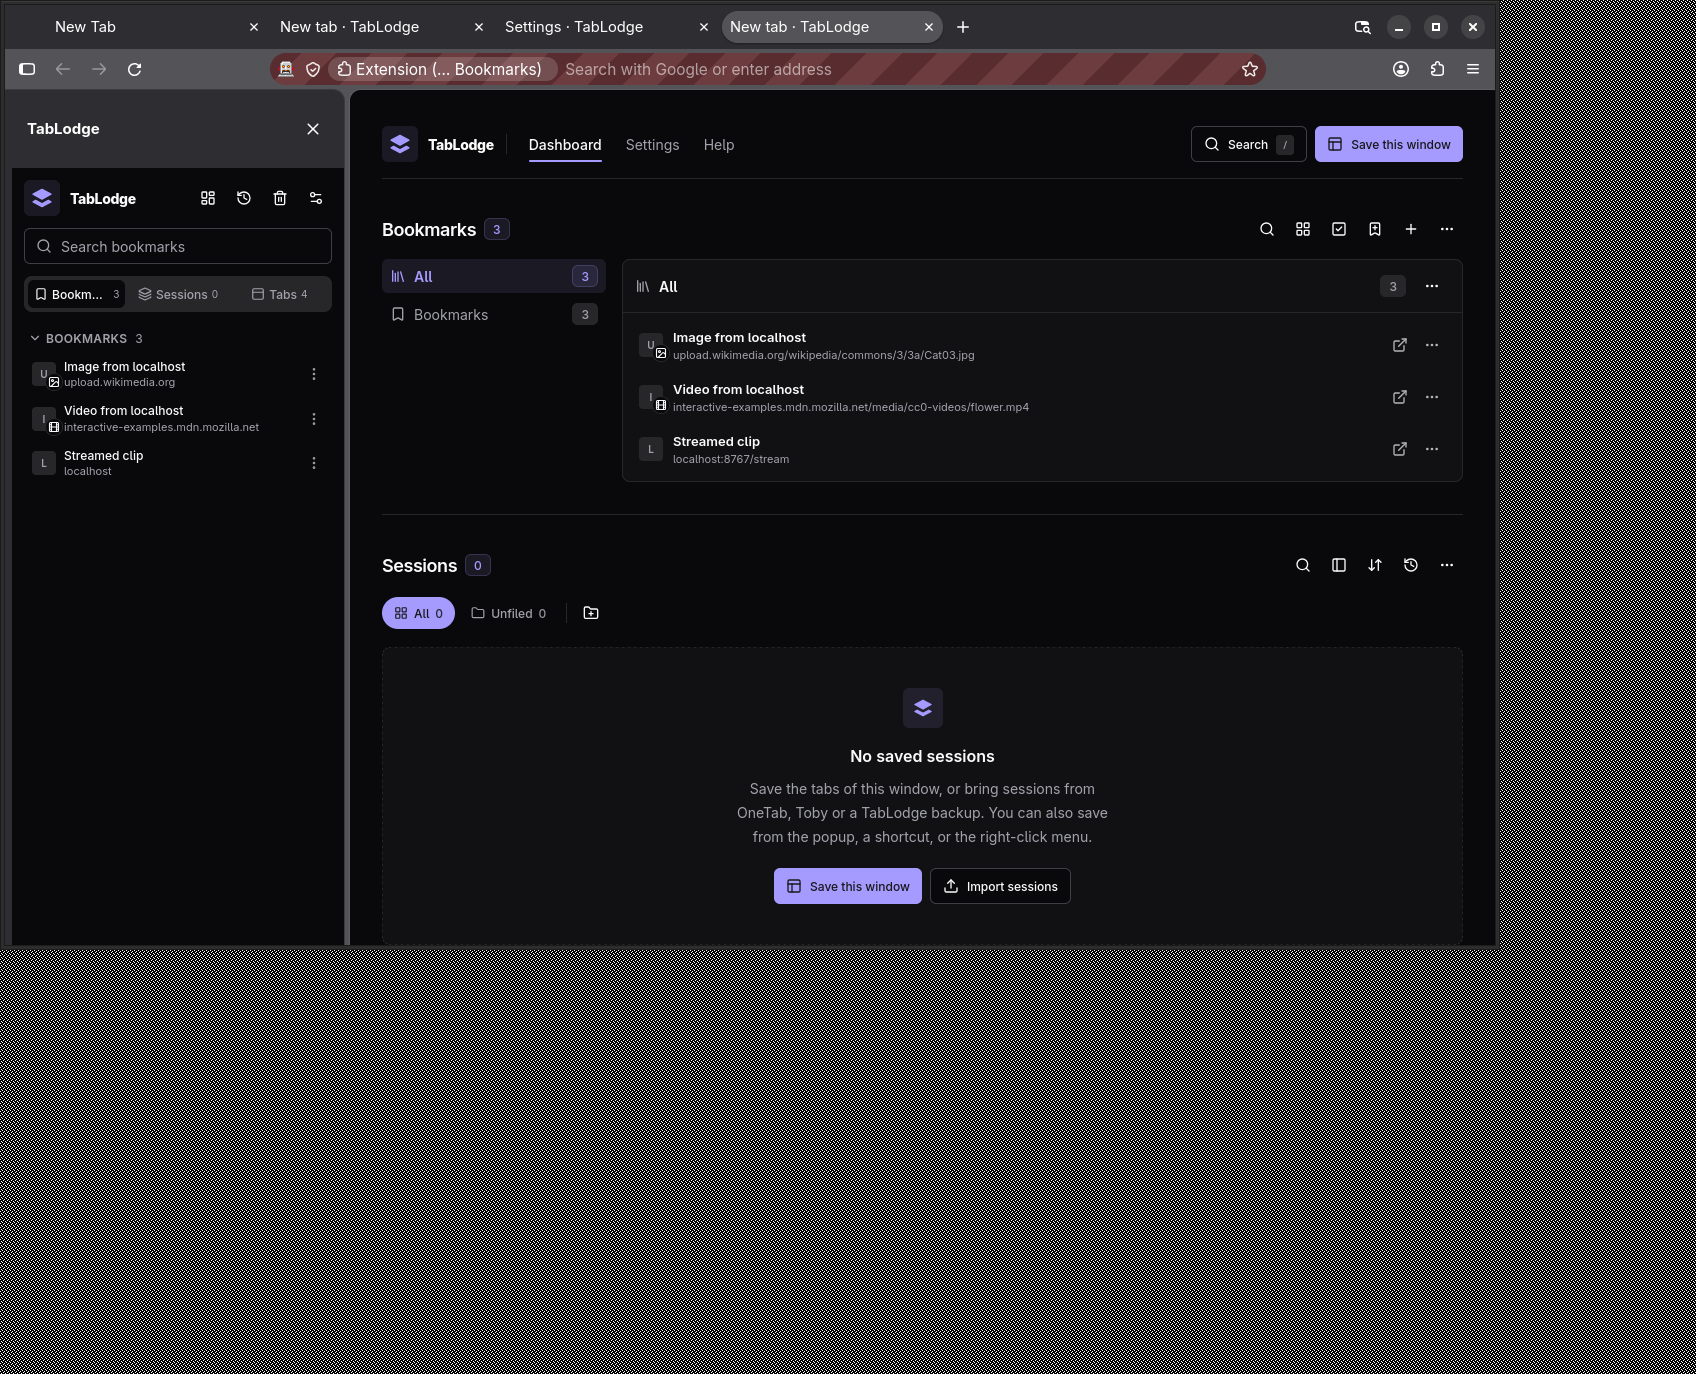 New Tab
New tab · TabLodge
Settings · TabLodge
New tab · TabLodge
Extension (... Bookmarks)
Search with Google or enter address
TabLodge
TabLodge
Search bookmarks
Bookm... 3
Sessions 0
Tabs 4
BOOKMARKS 3
U
Image from localhost
upload.wikimedia.org
I
Video from localhost
interactive-examples.mdn.mozilla.net
L
Streamed clip
localhost
TabLodge
Dashboard
Settings
Help
Search /
Save this window
Bookmarks 3
All 3
Bookmarks 3
All 3
U
Image from localhost
upload.wikimedia.org/wikipedia/commons/3/3a/Cat03.jpg
I
Video from localhost
interactive-examples.mdn.mozilla.net/media/cc0-videos/flower.mp4
L
Streamed clip
localhost:8767/stream
Sessions 0
All 0
Unfiled 0
No saved sessions
Save the tabs of this window, or bring sessions from
OneTab, Toby or a TabLodge backup. You can also save
from the popup, a shortcut, or the right-click menu.
Save this window
Import sessions